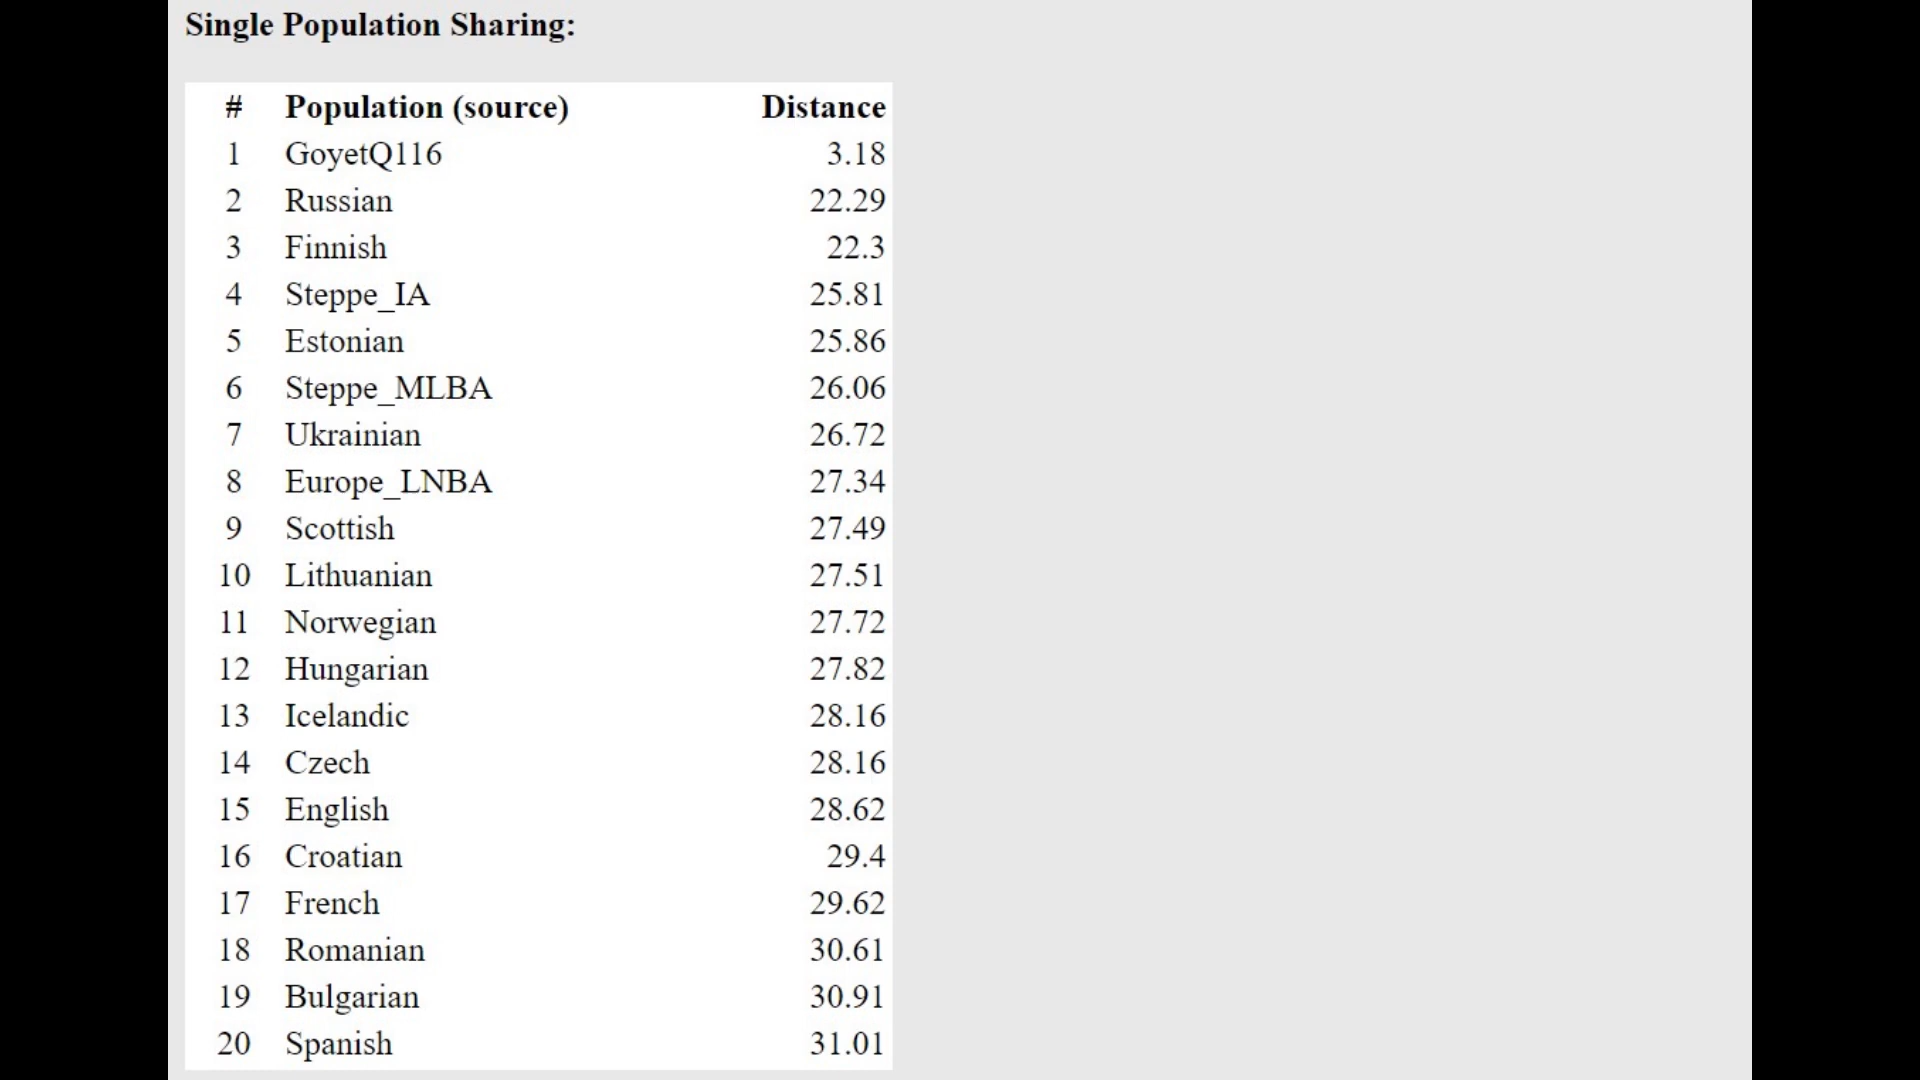 Single Population Sharing:
# Population (source) Distance
1 GoyetQ116 3.18
2 Russian 22.29
3 Finnish 22.3
4 Steppe_IA 25.81
5 Estonian 25.86
6 Steppe_MLBA 26.06
7 Ukrainian 26.72
8 Europe_LNBA 27.34
9 Scottish 27.49
10 Lithuanian 27.51
11 Norwegian 27.72
12 Hungarian 27.82
13 Icelandic 28.16
14 Czech 28.16
15 English 28.62
16 Croatian 29.4
17 French 29.62
18 Romanian 30.61
19 Bulgarian 30.91
20 Spanish 31.01